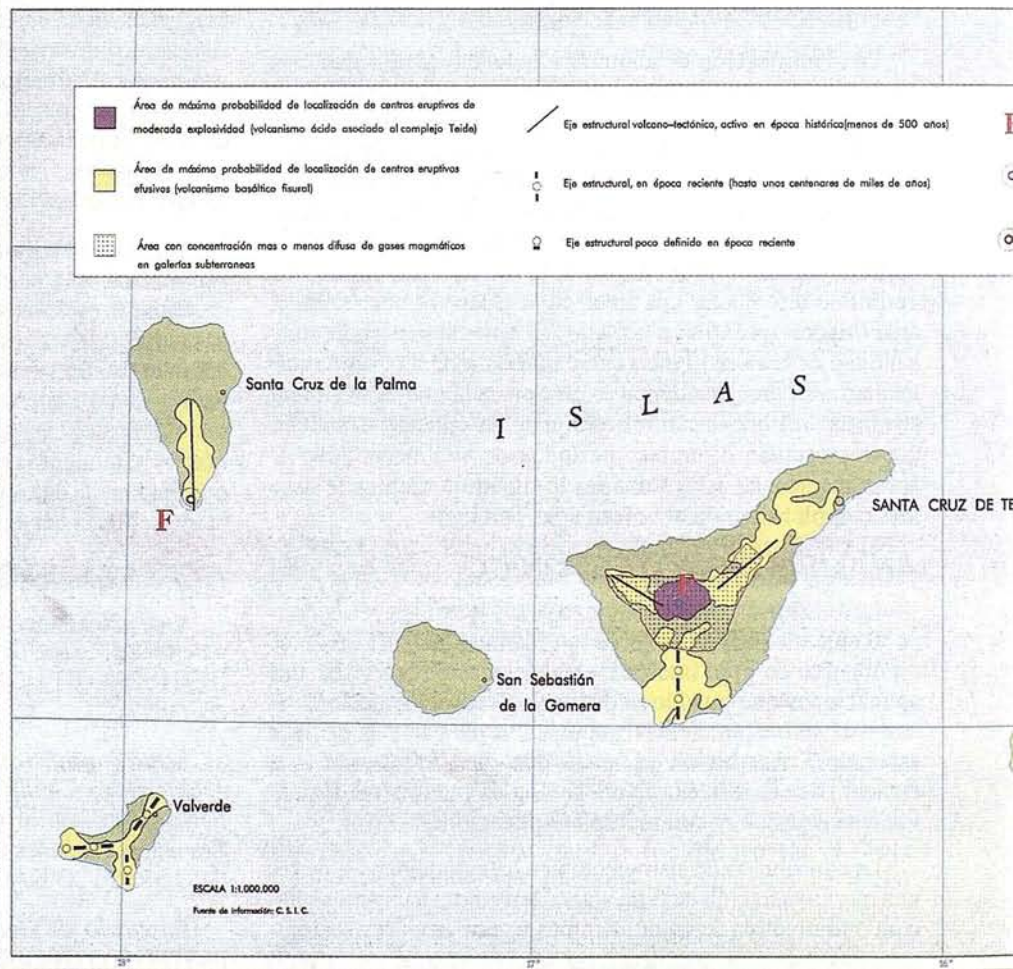 Área de máxima probabilidad de localización de centros eruptivos de
moderada explosividad (volcanismo ácido asociado al complejo Teide)
Área de máxima probabilidad de localización de centros eruptivos
efusivos (volcanismo basáltico fisural)
Área con concentración mas o menos difusa de gases magmáticos
en galerías subterraneas
Eje estructural volcano-tectónico, activo en época histórica(menos de 500 años)
Eje estructural, en época reciente (hasta unos centenares de miles de años)
Eje estructural poco definido en época reciente
Santa Cruz de la Palma
I S L A S
F
SANTA CRUZ DE TE
F
San Sebastián
de la Gomera
Valverde
ESCALA 1:1.000.000
Fuente de información: C. S. I. C.
18°
17°
16°